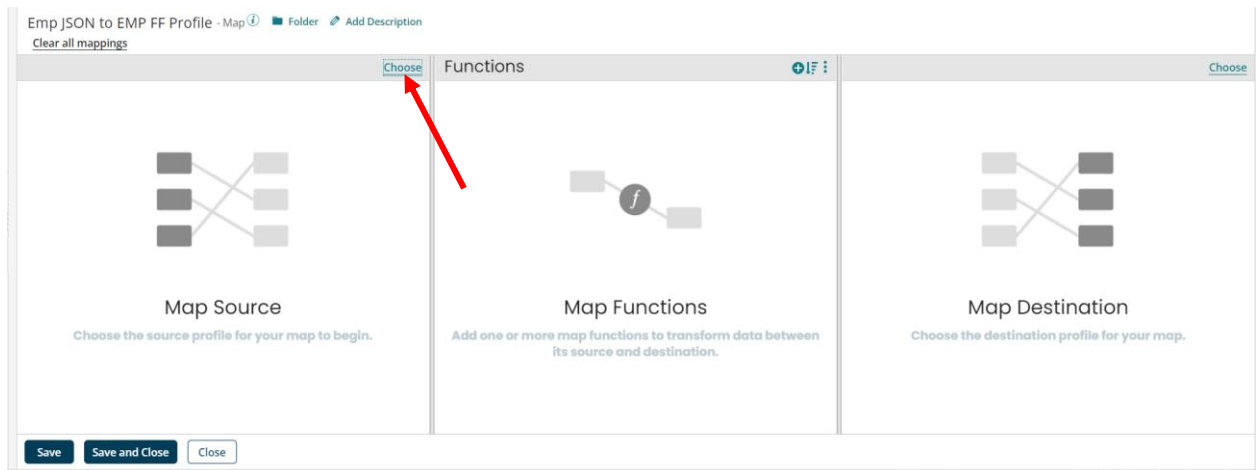 Emp JSON to EMP FF Profile - Map i Folder Add Description
Clear all mappings
Choose Functions Choose
f
Map Source
Choose the source profile for your map to begin.
Map Functions
Add one or more map functions to transform data between
its source and destination.
Map Destination
Choose the destination profile for your map.
Save Save and Close Close